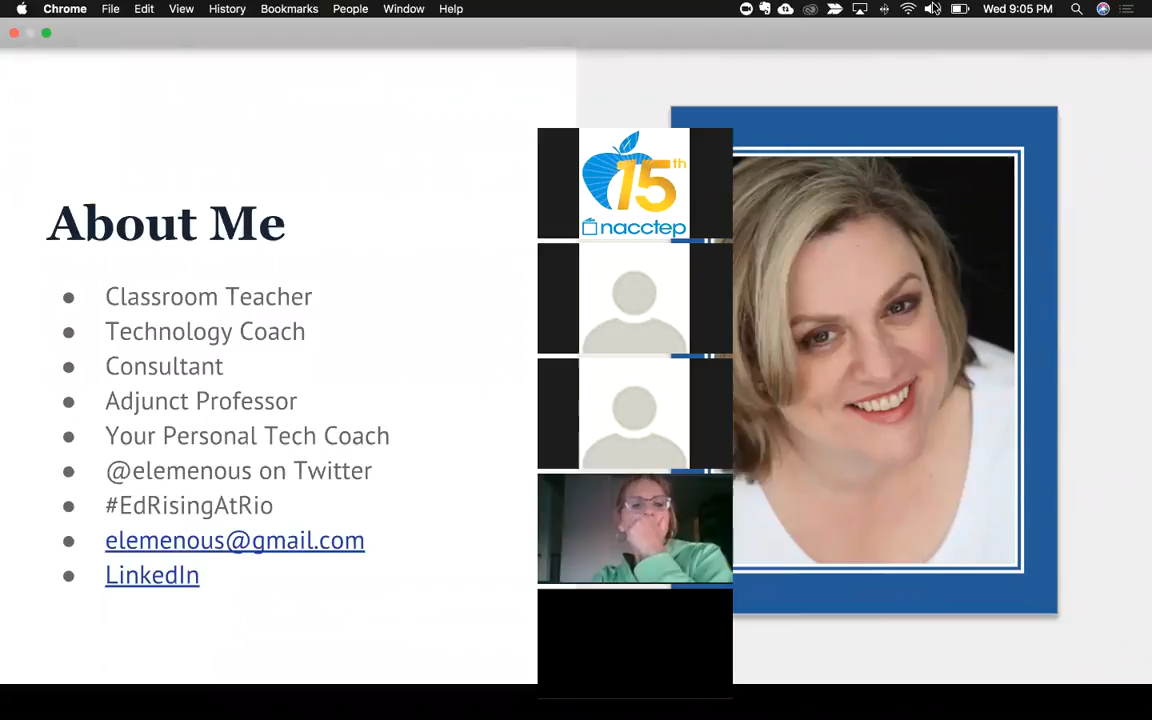 Chrome File Edit View History Bookmarks People Window Help Wed 9:05 PM
15th
nacctep
About Me
● Classroom Teacher
● Technology Coach
● Consultant
● Adjunct Professor
● Your Personal Tech Coach
● @elemenous on Twitter
● #EdRisingAtRio
● elemenous@gmail.com
● LinkedIn